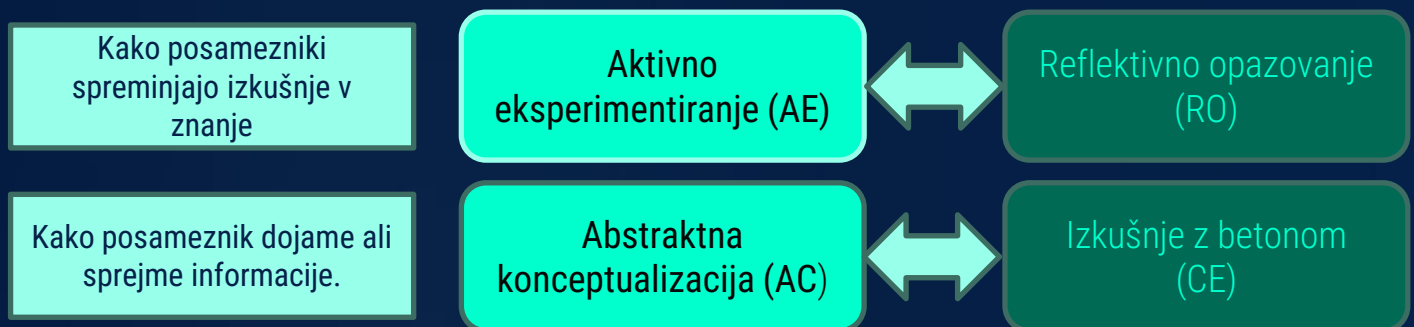 Kako posamezniki
spreminjajo izkušnje v
znanje
Aktivno
eksperimentiranje (AE)
Reflektivno opazovanje
(RO)
Kako posameznik dojame ali
sprejme informacije.
Abstraktna
konceptualizacija (AC)
Izkušnje z betonom
(CE)